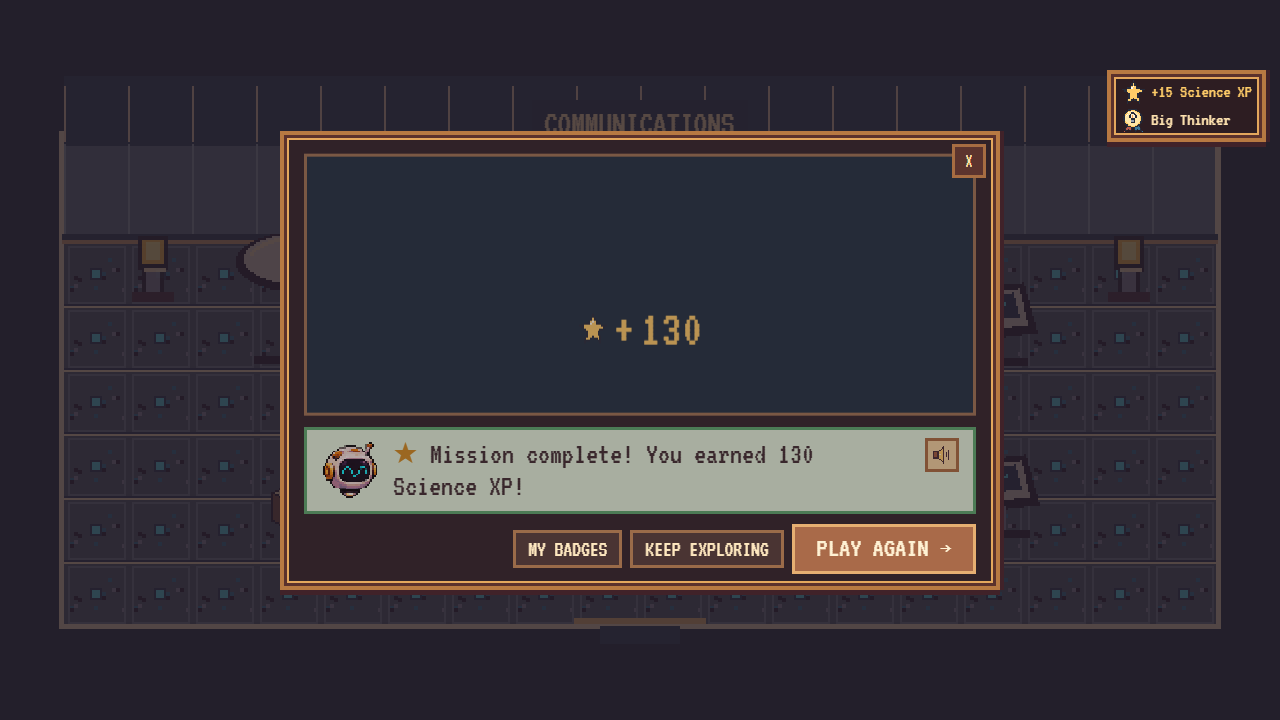 +15 Science XP
Big Thinker
COMMUNICATIONS
X
+130
Mission complete! You earned 130
Science XP!
MY BADGES
KEEP EXPLORING
PLAY AGAIN →